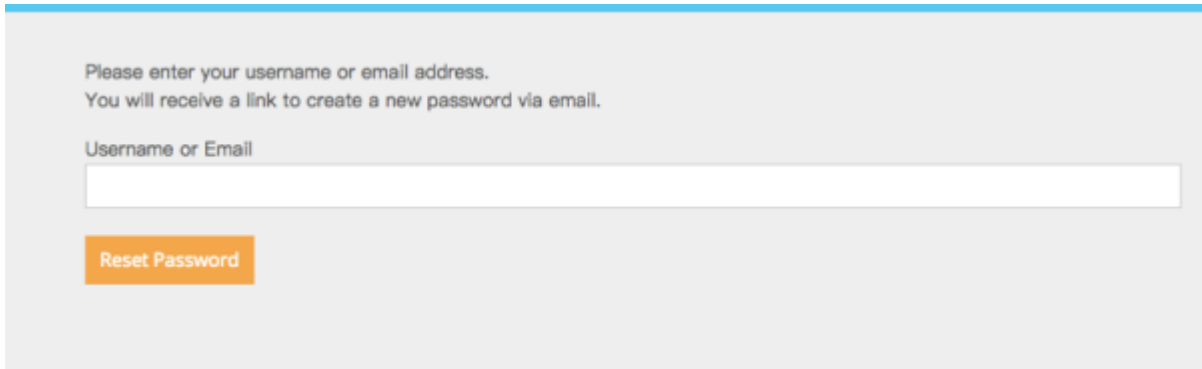 Please enter your username or email address.
You will receive a link to create a new password via email.
Username or Email
Reset Password